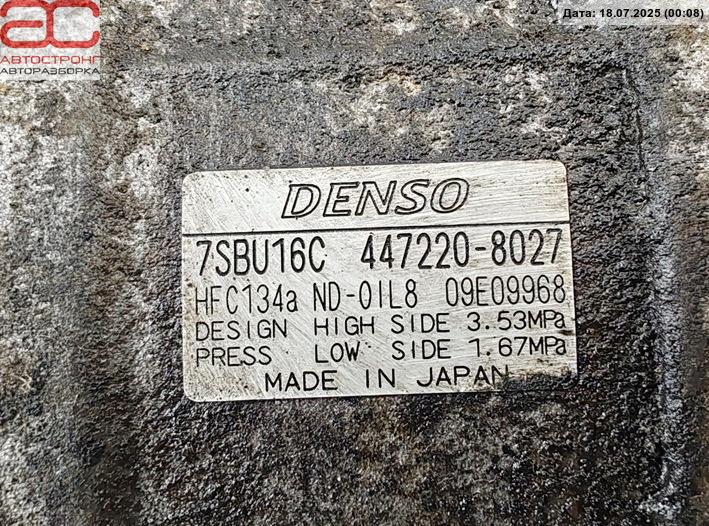 Дата: 18.07.2025 (00:08)
АС
АВТОСТРОНГ
АВТОРАЗБОРКА
DENSO
7SBU16C 447220-8027
HFC134a ND-OIL8 09E09968
DESIGN HIGH SIDE 3.53MPa
PRESS LOW SIDE 1.67MPa
MADE IN JAPAN